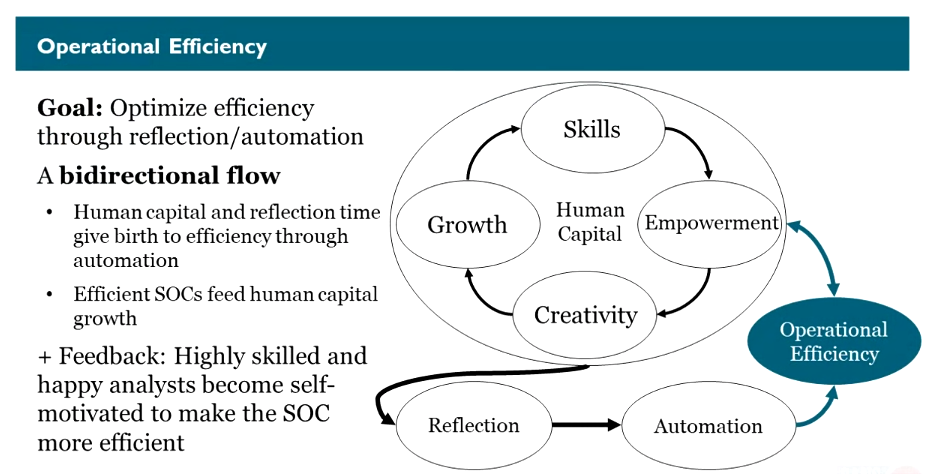 Operational Efficiency
Goal: Optimize efficiency
through reflection/automation
A bidirectional flow
• Human capital and reflection time
give birth to efficiency through
automation
• Efficient SOCs feed human capital
growth
+ Feedback: Highly skilled and
happy analysts become self-
motivated to make the SOC
more efficient
Skills
Growth
Human
Capital
Empowerment
Creativity
Operational
Efficiency
Reflection
Automation